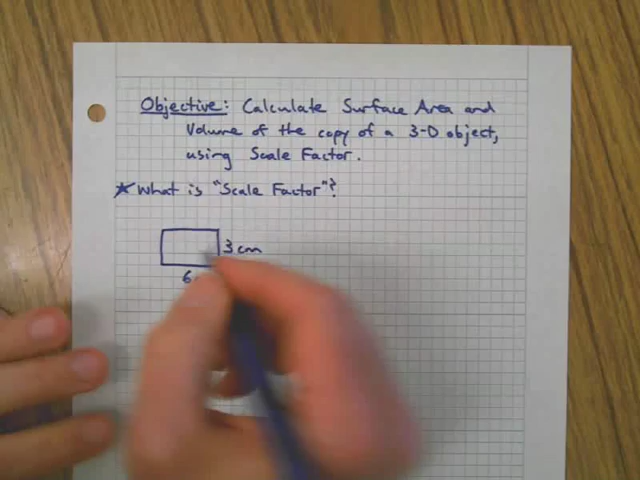 Objective: Calculate Surface Area and
Volume of the copy of a 3-D object,
using Scale Factor.
★ What is "Scale Factor"?
3 cm
6